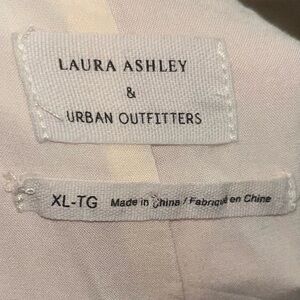 LAURA ASHLEY
&
URBAN OUTFITTERS
XL-TG Made in China / Fabriqué en Chine